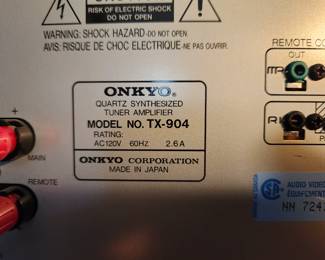 RISK OF ELECTRIC SHOCK
DO NOT OPEN
WARNING: SHOCK HAZARD-DO NOT OPEN.
AVIS: RISQUE DE CHOC ELECTRIQUE-NE PAS OUVRIR.
REMOTE CO
OUT
ONKYO®
QUARTZ SYNTHESIZED
TUNER AMPLIFIER
MODEL NO. TX-904
RATING:
AC120V 60HZ 2.6A
ONKYO CORPORATION
MADE IN JAPAN
+
MAIN
REMOTE
AUDIO VIDEO
NN 724